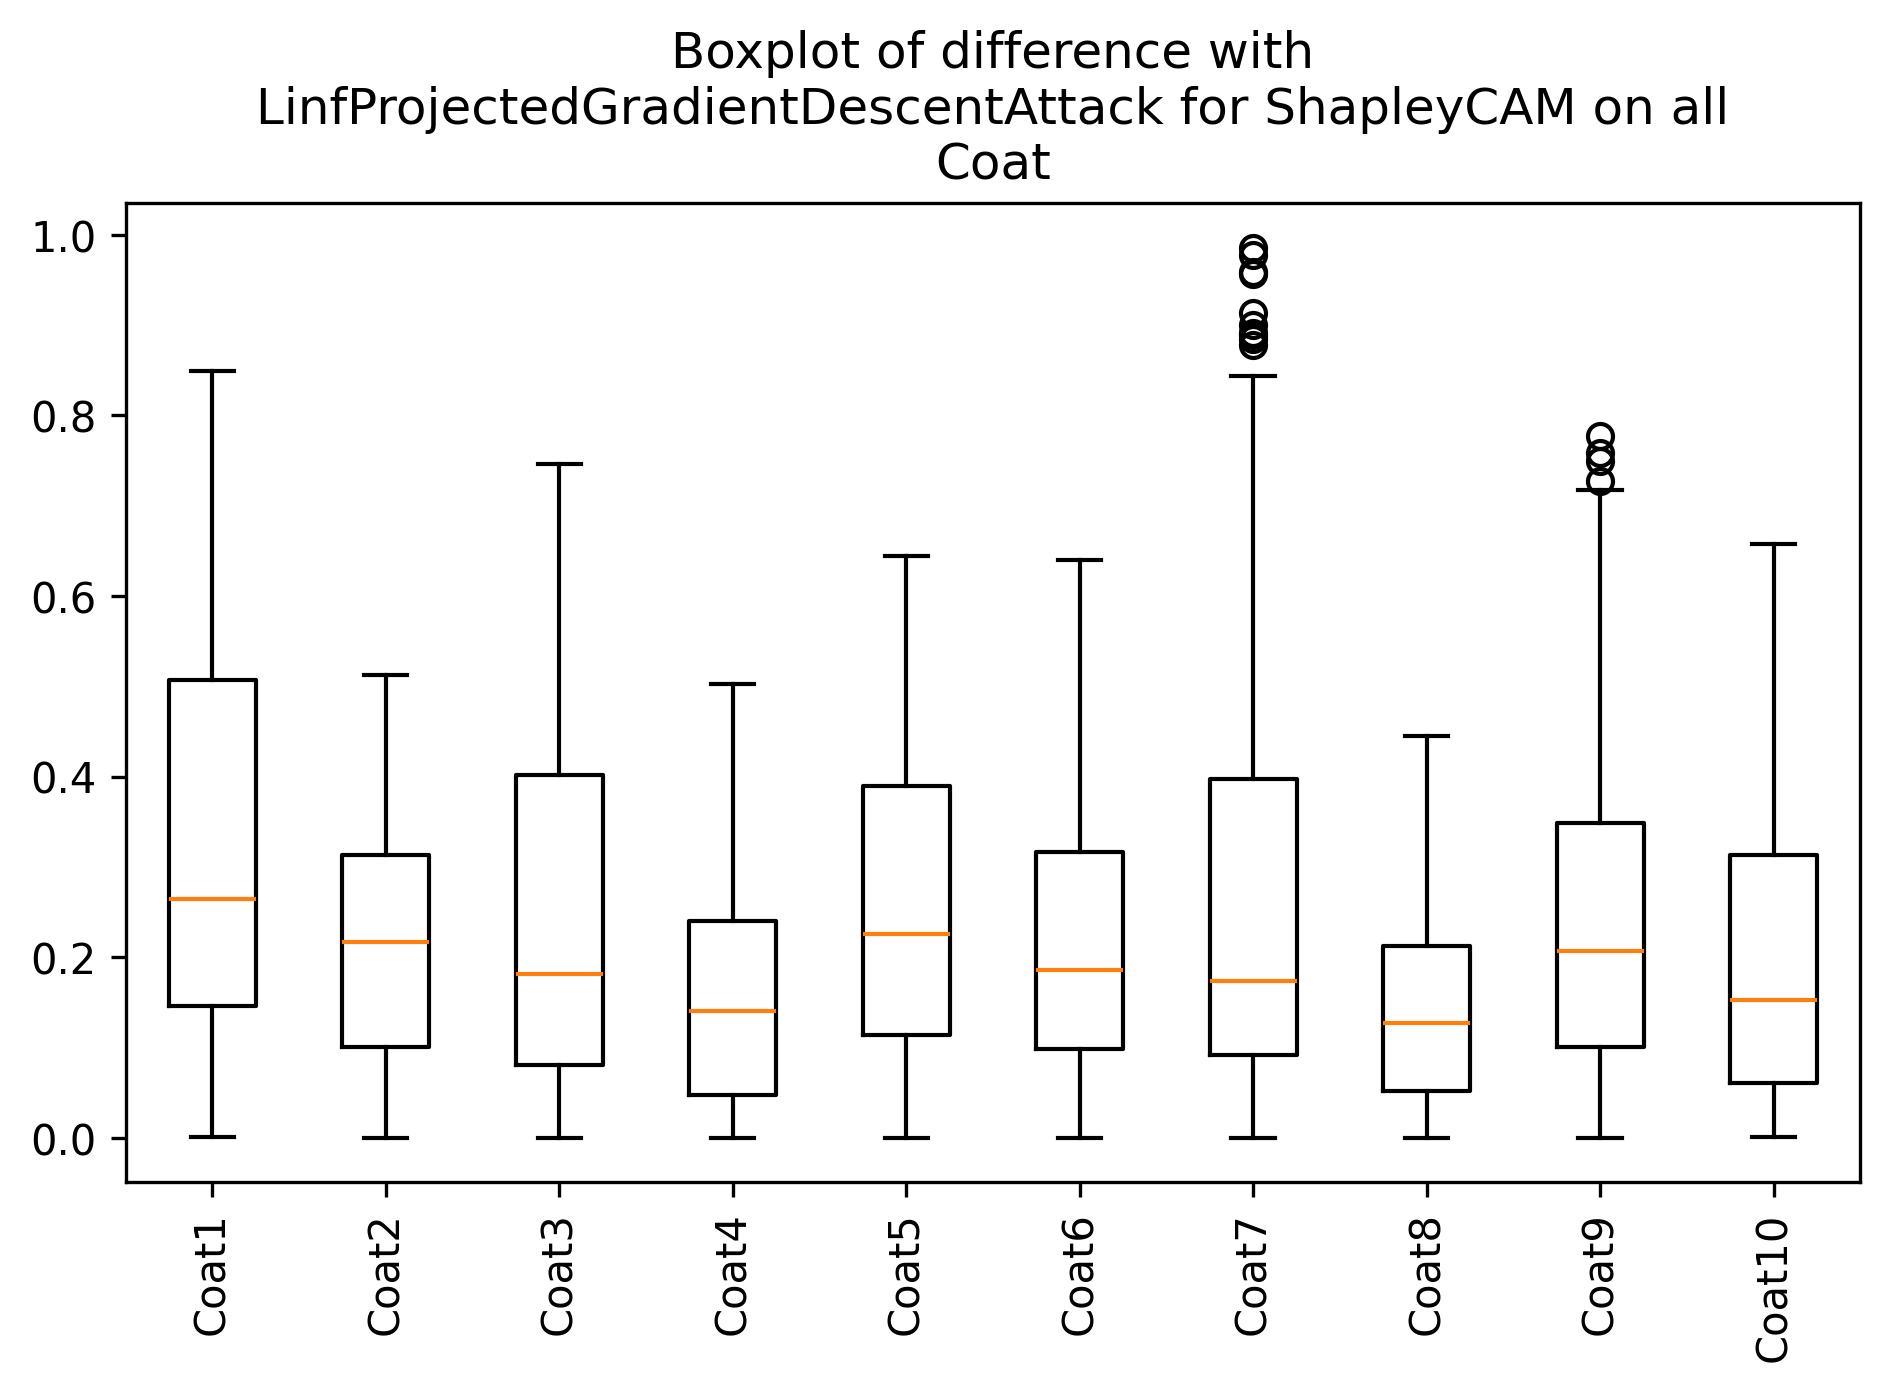 Boxplot of difference with
LinfProjectedGradientDescentAttack for ShapleyCAM on all
Coat
1.0
0.8
0.6
0.4
0.2
0.0
Coat1
Coat2
Coat3
Coat4
Coat5
Coat6
Coat7
Coat8
Coat9
Coat10